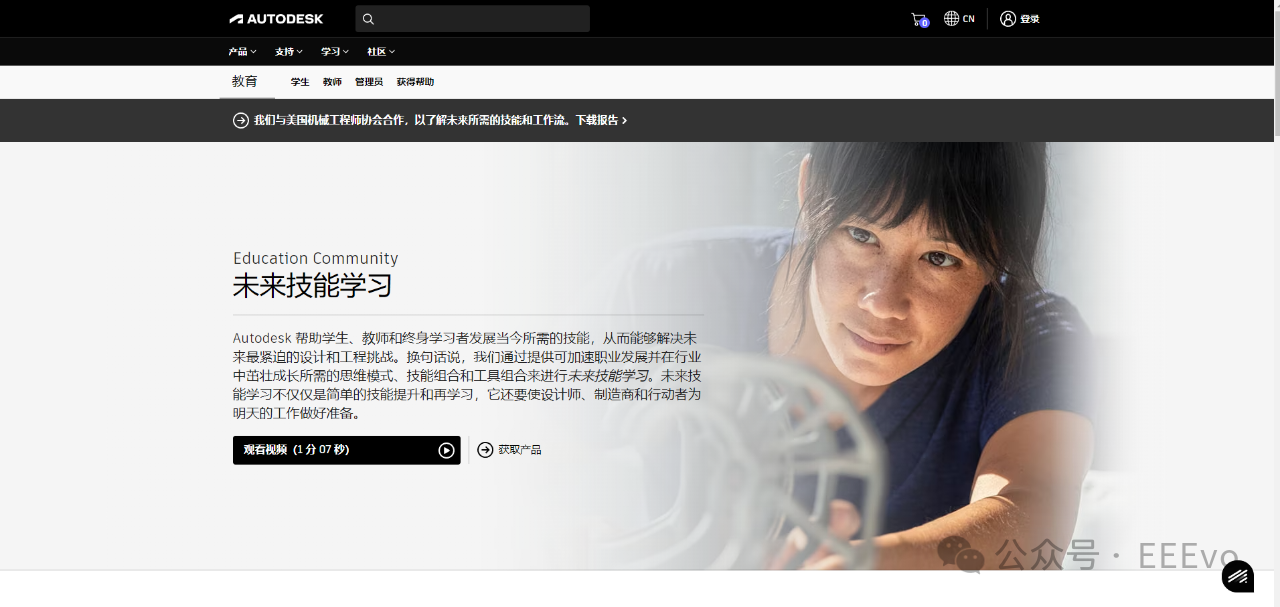 AUTODESK
0
CN
登录
产品 支持 学习 社区
教育 学生 教师 管理员 获得帮助
我们与美国机械工程师协会合作，以了解未来所需的技能和工作流。下载报告
Education Community
未来技能学习
Autodesk 帮助学生、教师和终身学习者发展当今所需的技能，从而能够解决未
来最紧迫的设计和工程挑战。换句话说，我们通过提供可加速职业发展并在行业
中茁壮成长所需的思维模式、技能组合和工具组合来进行未来技能学习。未来技
能学习不仅仅是简单的技能提升和再学习，它还要使设计师、制造商和行动者为
明天的工作做好准备。
观看视频（1 分 07 秒）
获取产品
公众号 · EEEvo